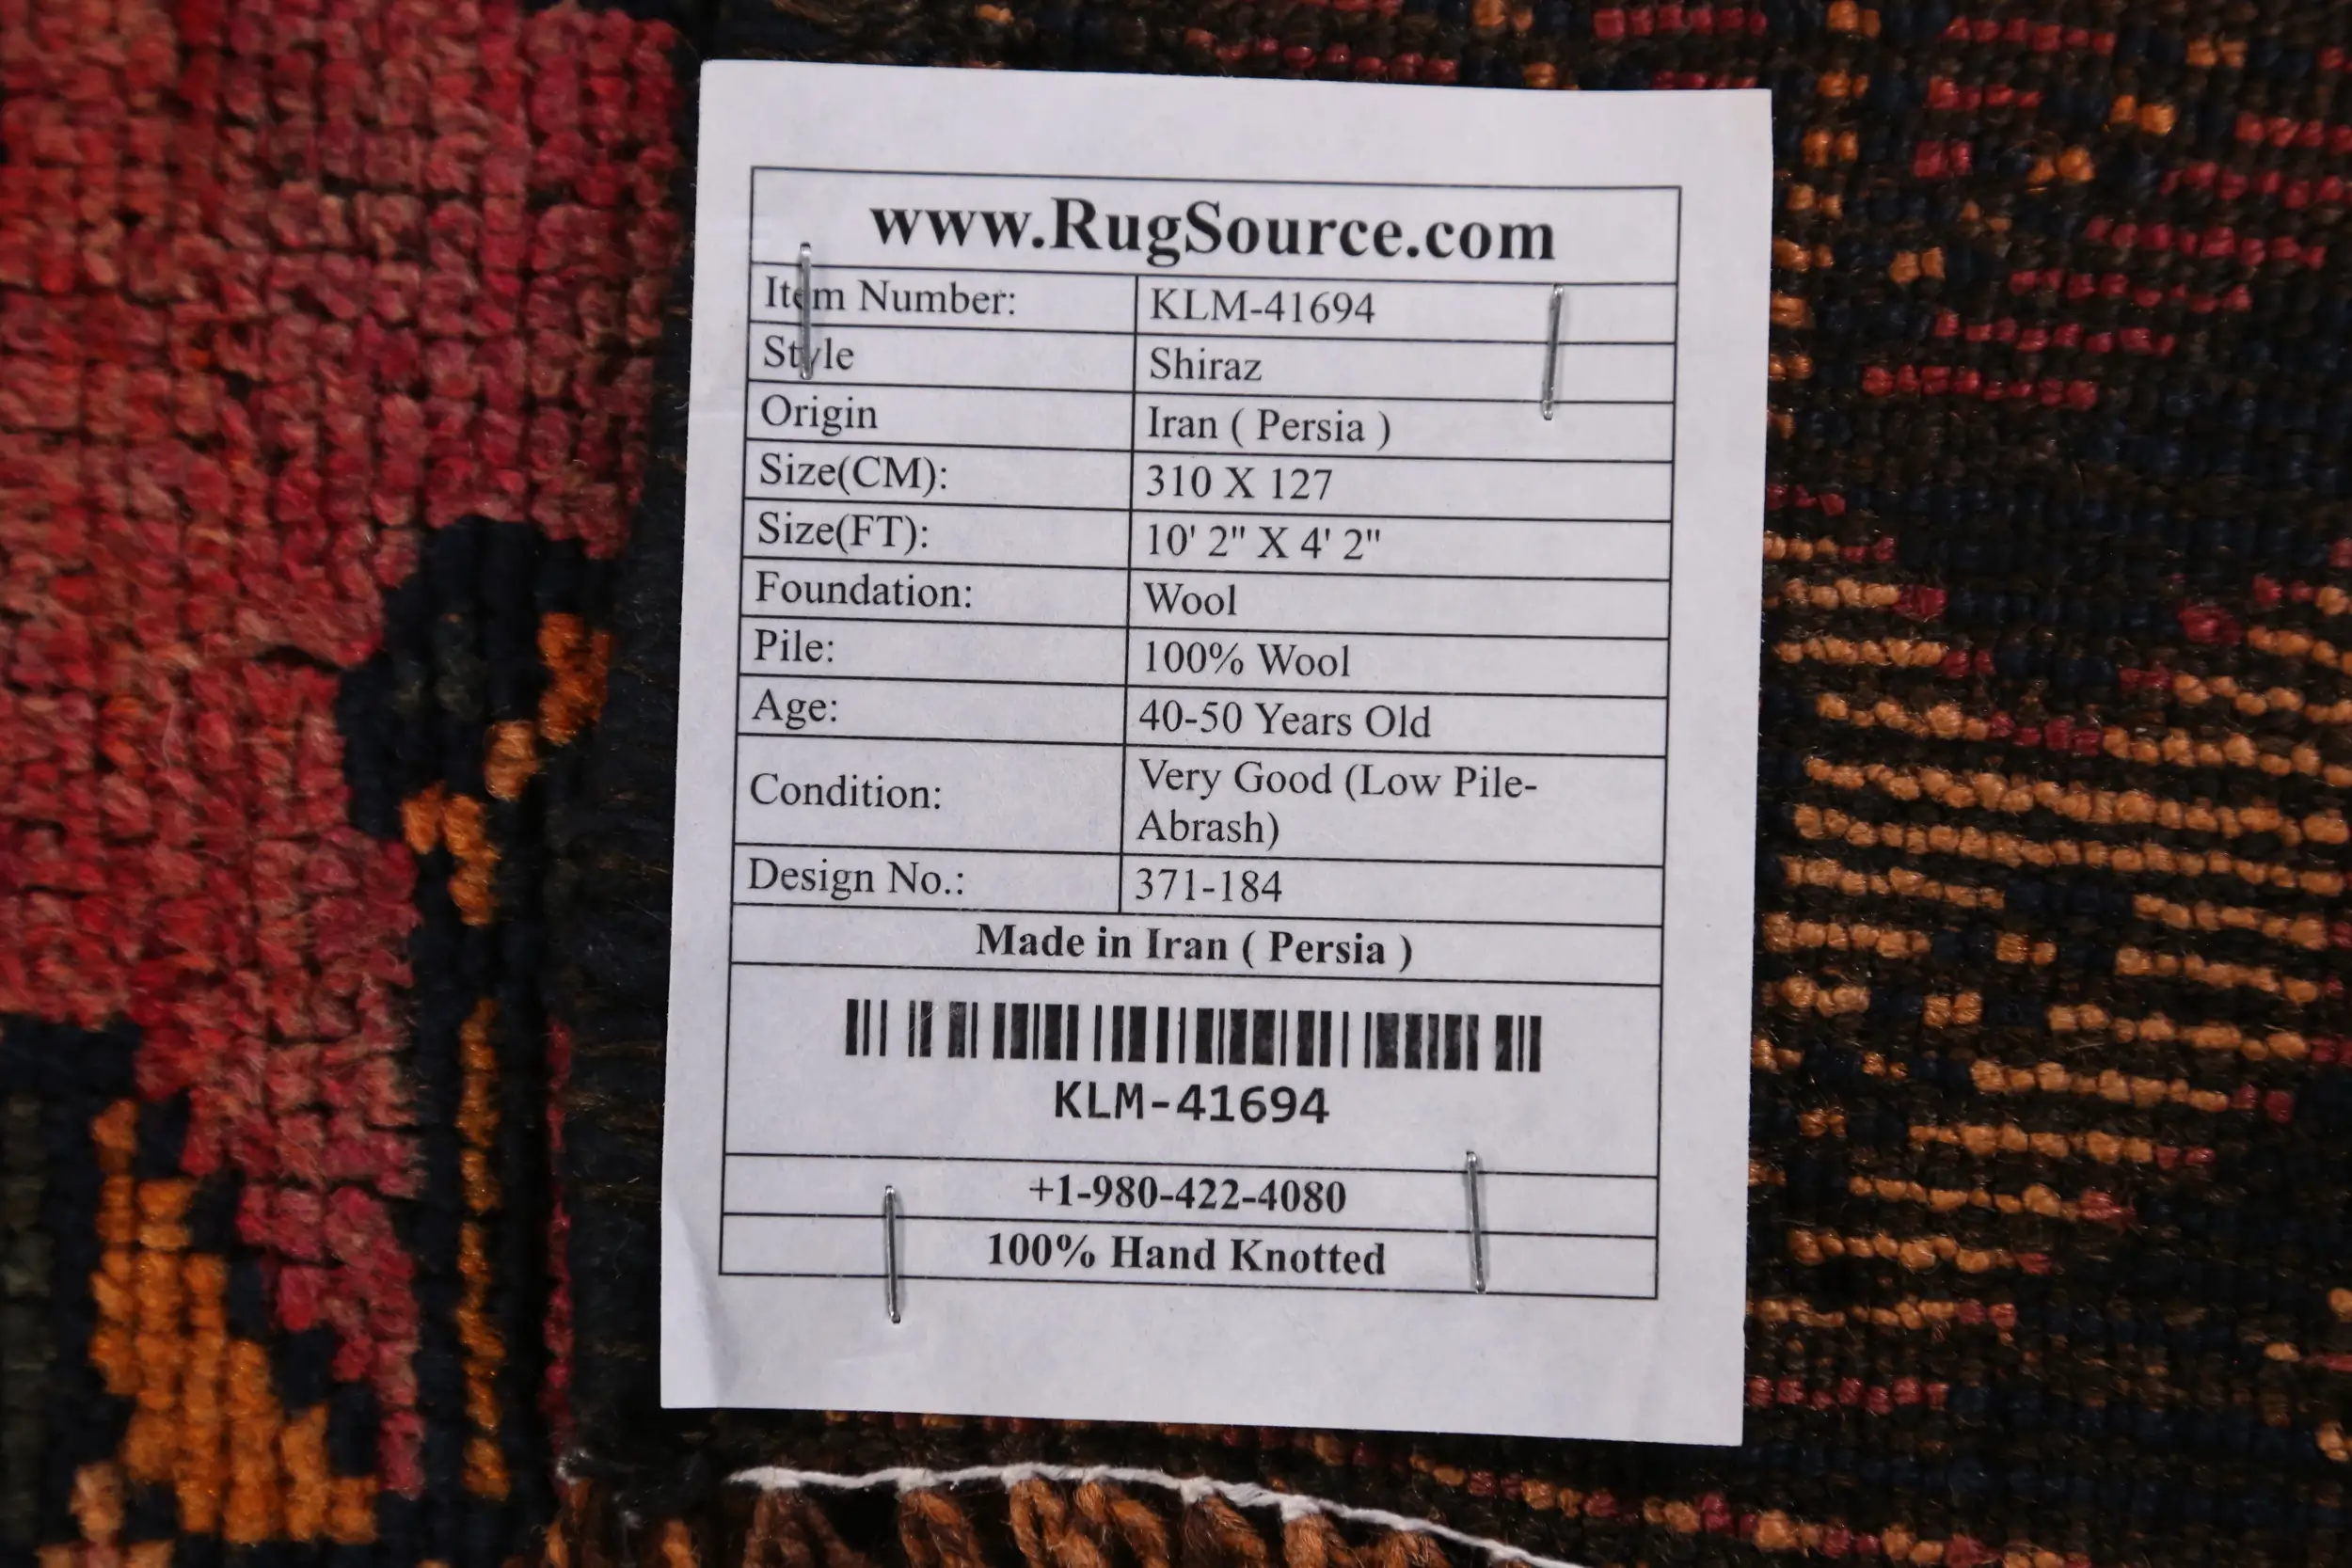 www.RugSource.com
Item Number: KLM-41694
Style Shiraz
Origin Iran ( Persia )
Size(CM): 310 X 127
Size(FT): 10' 2" X 4' 2"
Foundation: Wool
Pile: 100% Wool
Age: 40-50 Years Old
Condition: Very Good (Low Pile-
Abrash)
Design No.: 371-184
Made in Iran ( Persia )
KLM-41694
+1-980-422-4080
100% Hand Knotted